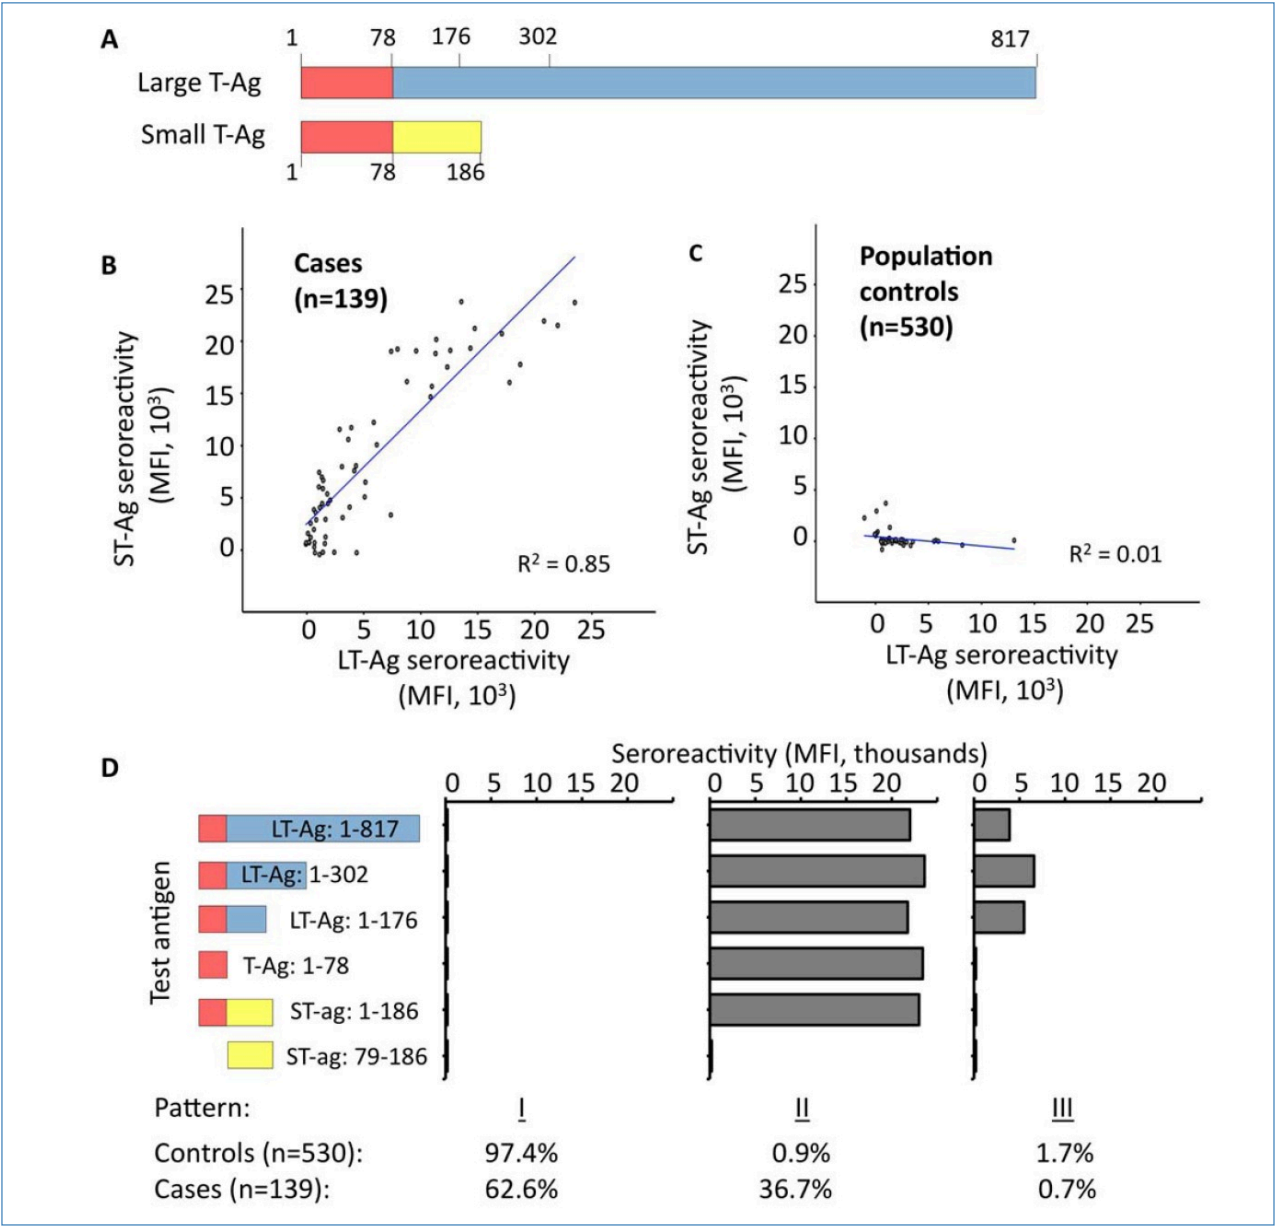 A
1 78 176 302 817
Large T-Ag
Small T-Ag
1 78 186
B
Cases
(n=139)
ST-Ag seroreactivity
(MFI, 10³)
25
20
15
10
5
0
R² = 0.85
0 5 10 15 20 25
LT-Ag seroreactivity
(MFI, 10³)
C
Population
controls
(n=530)
ST-Ag seroreactivity
(MFI, 10³)
25
20
15
10
5
0
R² = 0.01
0 5 10 15 20 25
LT-Ag seroreactivity
(MFI, 10³)
D
Seroreactivity (MFI, thousands)
0 5 10 15 20 0 5 10 15 20 0 5 10 15 20
Test antigen
LT-Ag: 1-817
LT-Ag: 1-302
LT-Ag: 1-176
T-Ag: 1-78
ST-ag: 1-186
ST-ag: 79-186
Pattern: I II III
Controls (n=530): 97.4% 0.9% 1.7%
Cases (n=139): 62.6% 36.7% 0.7%